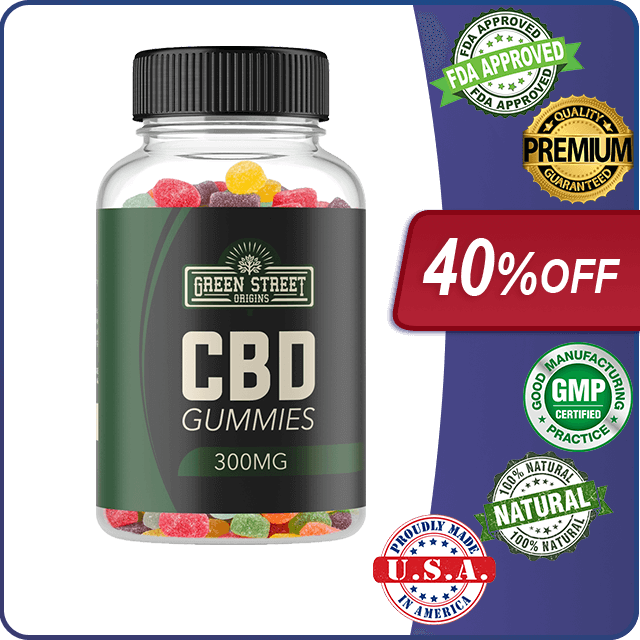 FDA APPROVED
FDA APPROVED
FDA APPROVED
QUALITY
PREMIUM
GUARANTEED
40%OFF
GREEN STREET
ORIGINS
CBD
GUMMIES
300MG
GOOD MANUFACTURING
GMP
CERTIFIED
PRACTICE
100% NATURAL
NATURAL
100% NATURAL
PROUDLY MADE
U.S.A.
IN AMERICA